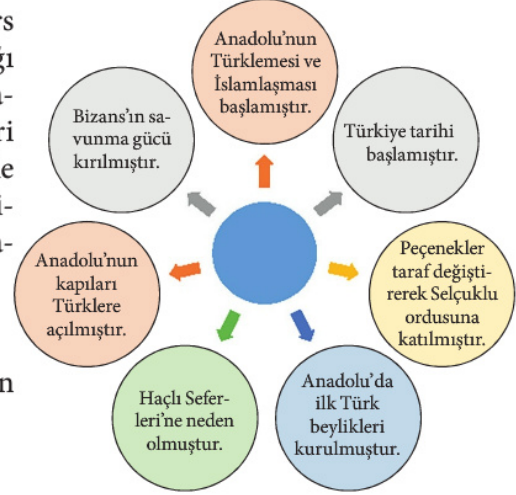 Anadolu’nun
Türklemesi ve
İslamlaşması
başlamıştır.
Türkiye tarihi
başlamıştır.
Peçenekler
taraf değişti-
rerek Selçuklu
ordusuna
katılmıştır.
Anadolu’da
ilk Türk
beylikleri
kurulmuştur.
Haçlı Sefer-
leri’ne neden
olmuştur.
Anadolu’nun
kapıları
Türklere
açılmıştır.
Bizans’ın sa-
vunma gücü
kırılmıştır.